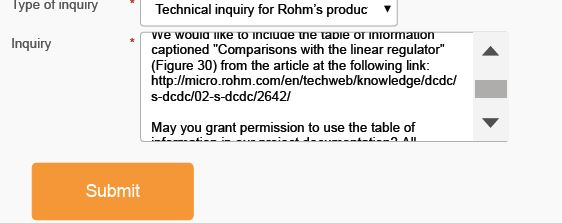 Type of inquiry * Technical inquiry for Rohm's produc
Inquiry *
We would like to include the table of information
captioned "Comparisons with the linear regulator"
(Figure 30) from the article at the following link:
http://micro.rohm.com/en/techweb/knowledge/dcdc/
s-dcdc/02-s-dcdc/2642/
May you grant permission to use the table of
information in our project documentation? All
Submit